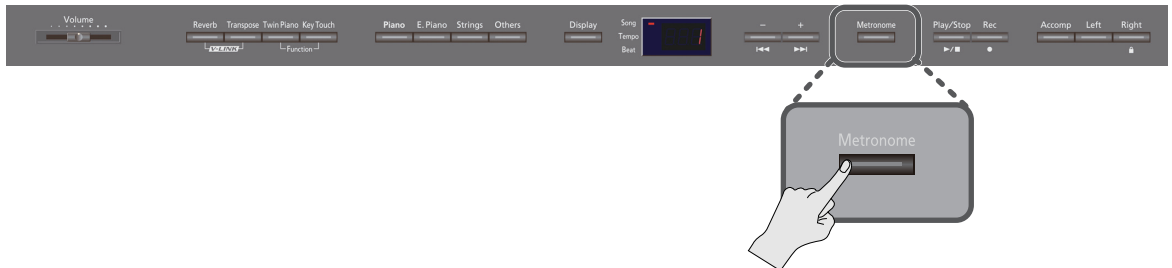 Volume
Reverb Transpose Twin Piano Key Touch
V-LINK
Function
Piano E. Piano Strings Others
Display
Song
Tempo
Beat
1
− +
Metronome
Play/Stop Rec
Accomp Left Right
Metronome